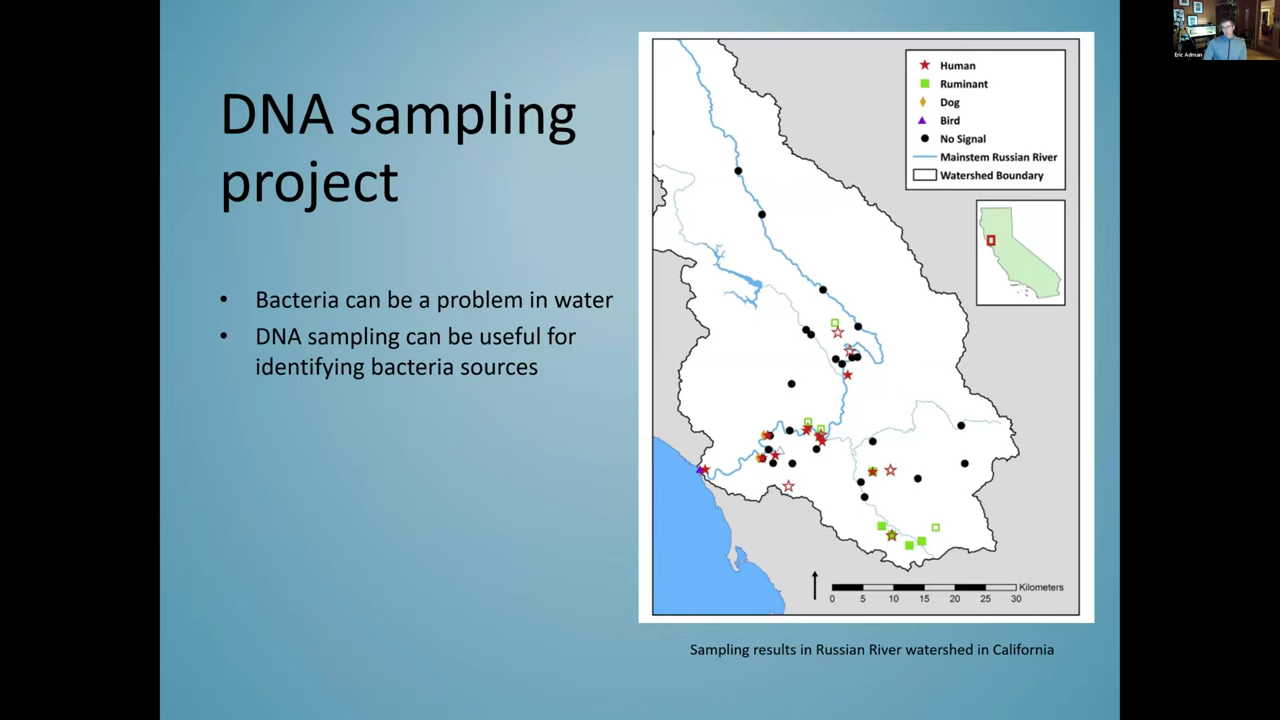 DNA sampling
project
• Bacteria can be a problem in water
• DNA sampling can be useful for
identifying bacteria sources
Human
Ruminant
Dog
Bird
No Signal
Mainstem Russian River
Watershed Boundary
Kilometers
0 5 10 15 20 25 30
Sampling results in Russian River watershed in California
Eric Adman